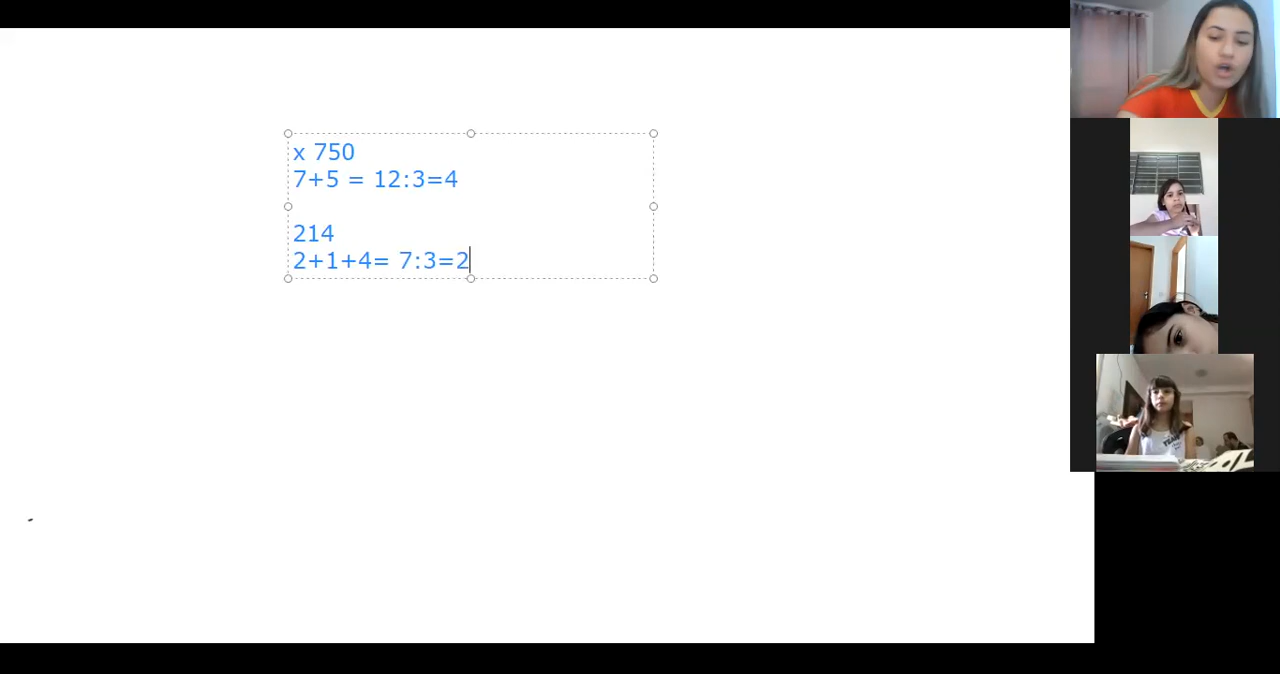 x 750
7+5 = 12:3=4
214
2+1+4= 7:3=2